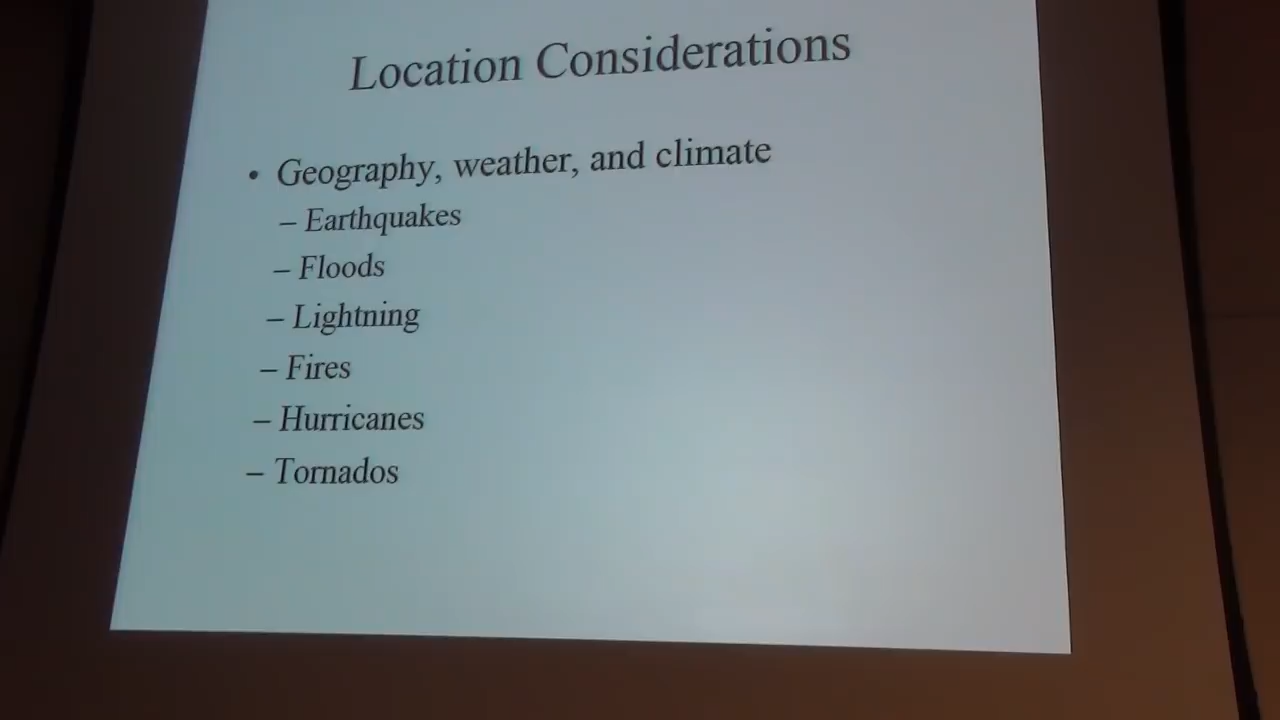 Location Considerations
• Geography, weather, and climate
– Earthquakes
– Floods
– Lightning
– Fires
– Hurricanes
– Tornados